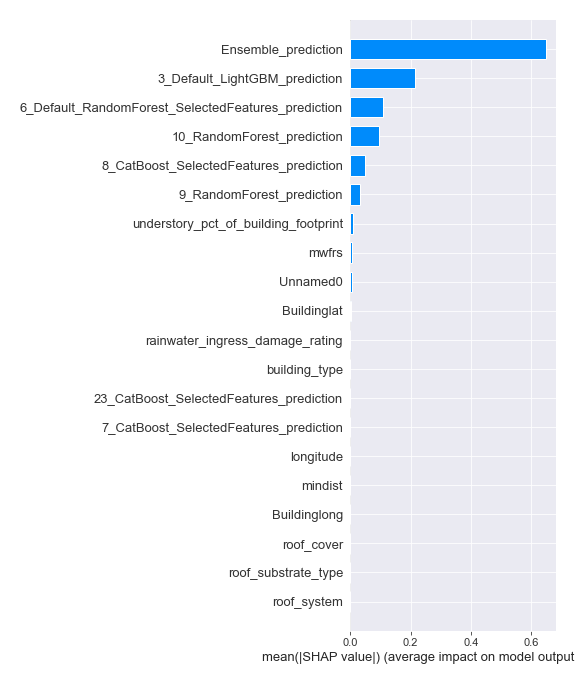 Ensemble_prediction
3_Default_LightGBM_prediction
6_Default_RandomForest_SelectedFeatures_prediction
10_RandomForest_prediction
8_CatBoost_SelectedFeatures_prediction
9_RandomForest_prediction
understory_pct_of_building_footprint
mwfrs
Unnamed0
Buildinglat
rainwater_ingress_damage_rating
building_type
23_CatBoost_SelectedFeatures_prediction
7_CatBoost_SelectedFeatures_prediction
longitude
mindist
Buildinglong
roof_cover
roof_substrate_type
roof_system
0.0 0.2 0.4 0.6
mean(|SHAP value|) (average impact on model output